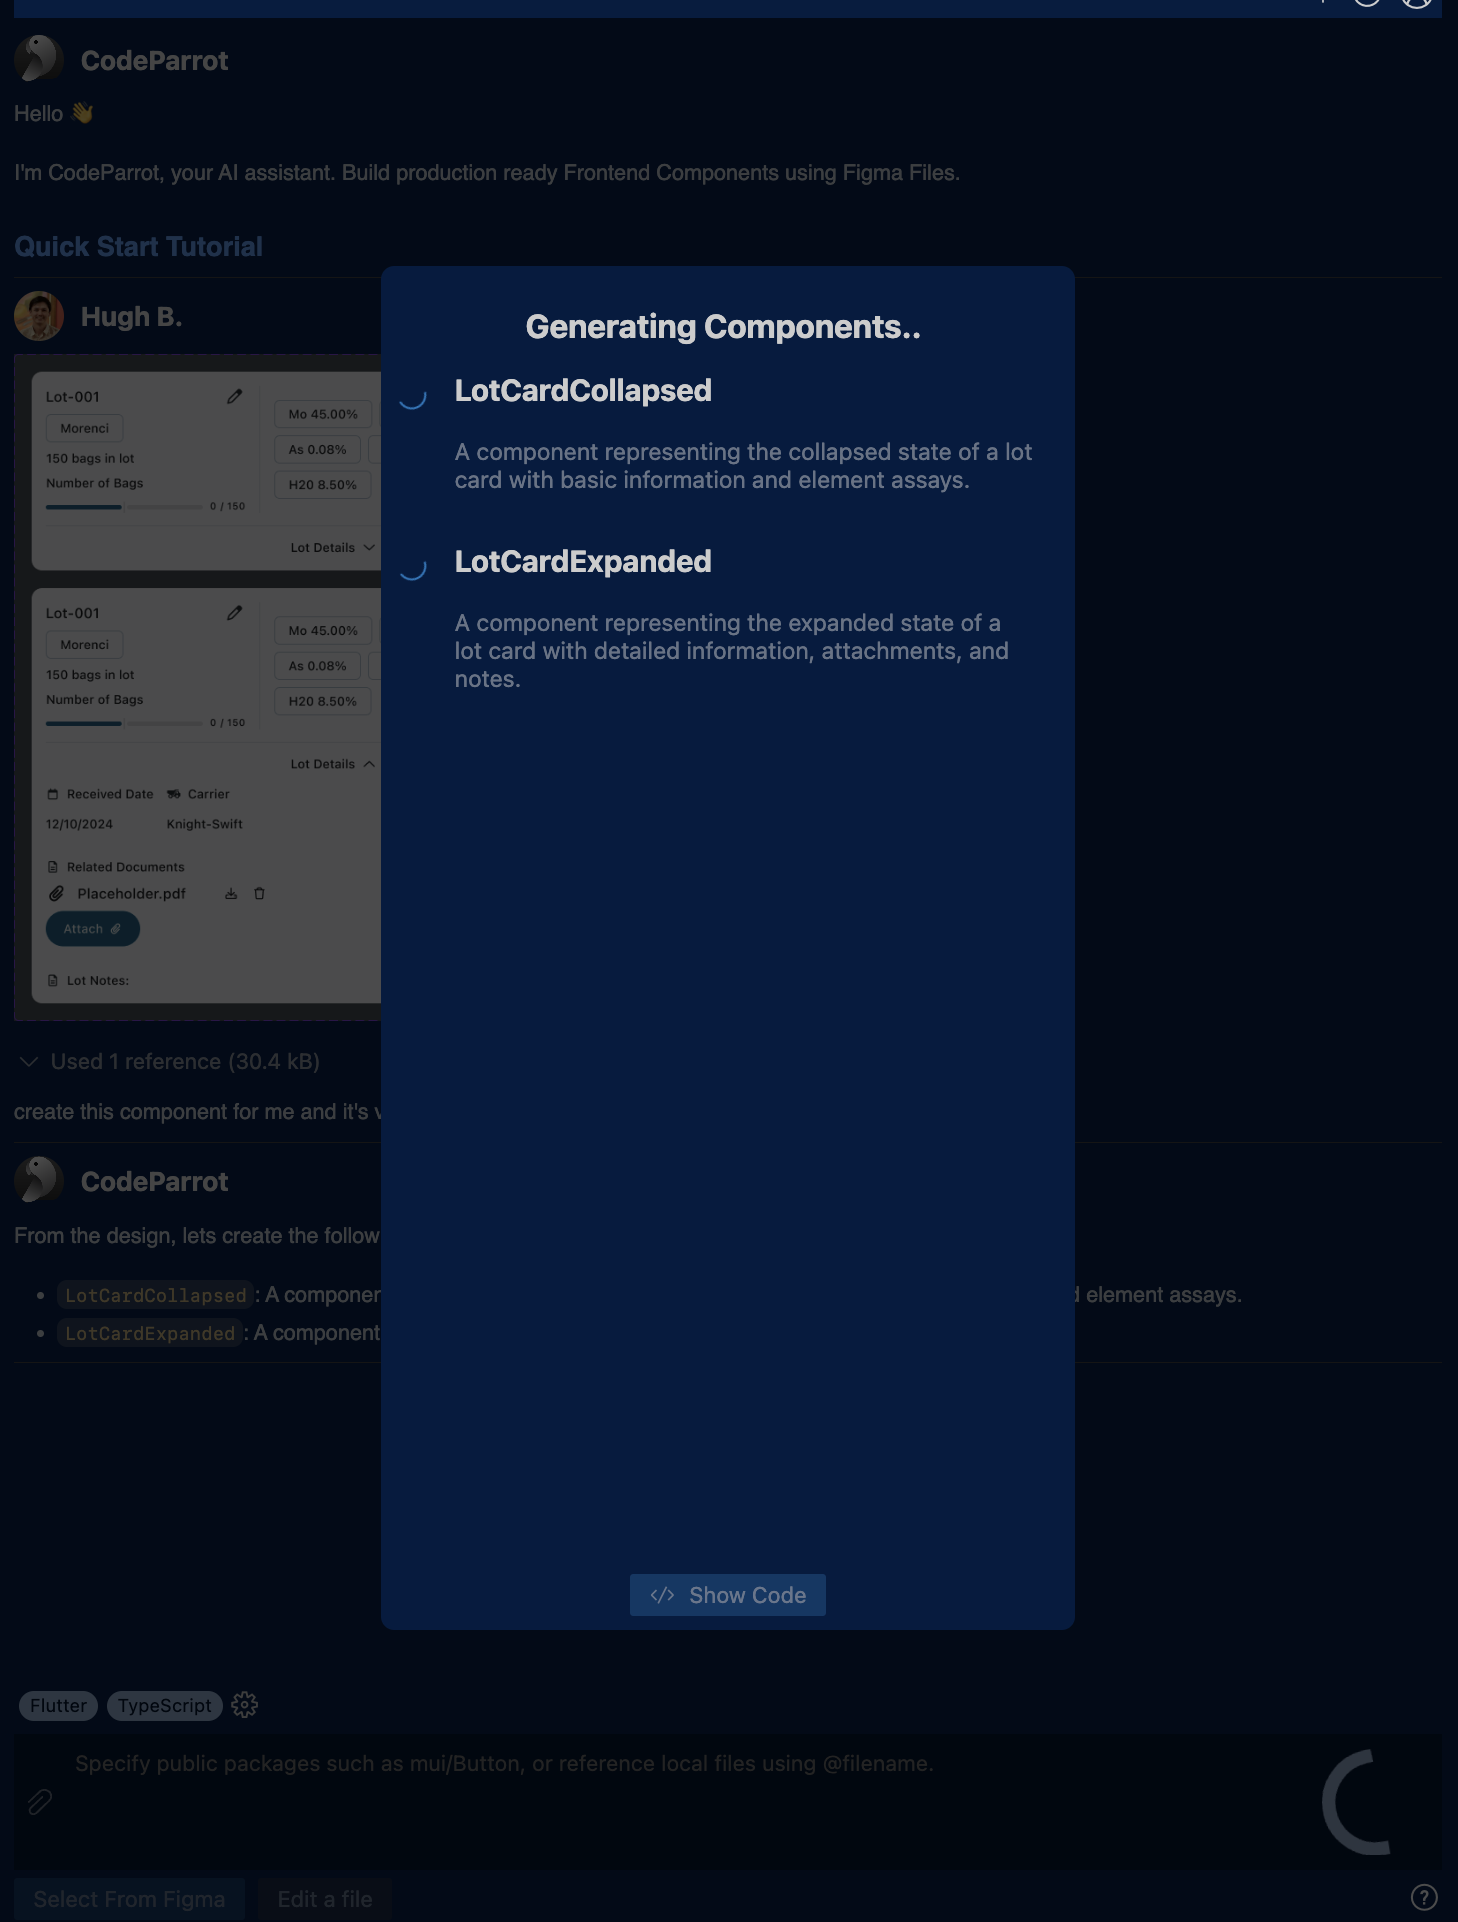 CodeParrot
Hello 👋
I'm CodeParrot, your AI assistant. Build production ready Frontend Components using Figma Files.
Quick Start Tutorial
Hugh B.
Lot-001
Morenci
150 bags in lot
Number of Bags
0 / 150
Mo 45.00%
As 0.08%
H20 8.50%
Lot Details
Lot-001
Morenci
150 bags in lot
Number of Bags
0 / 150
Mo 45.00%
As 0.08%
H20 8.50%
Lot Details
Received Date Carrier
12/10/2024 Knight-Swift
Related Documents
Placeholder.pdf
Attach
Lot Notes:
Used 1 reference (30.4 kB)
create this component for me and it's
CodeParrot
From the design, lets create the follow
• LotCardCollapsed: A componen
element assays.
• LotCardExpanded: A component
Generating Components..
LotCardCollapsed
A component representing the collapsed state of a lot
card with basic information and element assays.
LotCardExpanded
A component representing the expanded state of a
lot card with detailed information, attachments, and
notes.
</> Show Code
Flutter TypeScript
Specify public packages such as mui/Button, or reference local files using @filename.
Select From Figma Edit a file
?